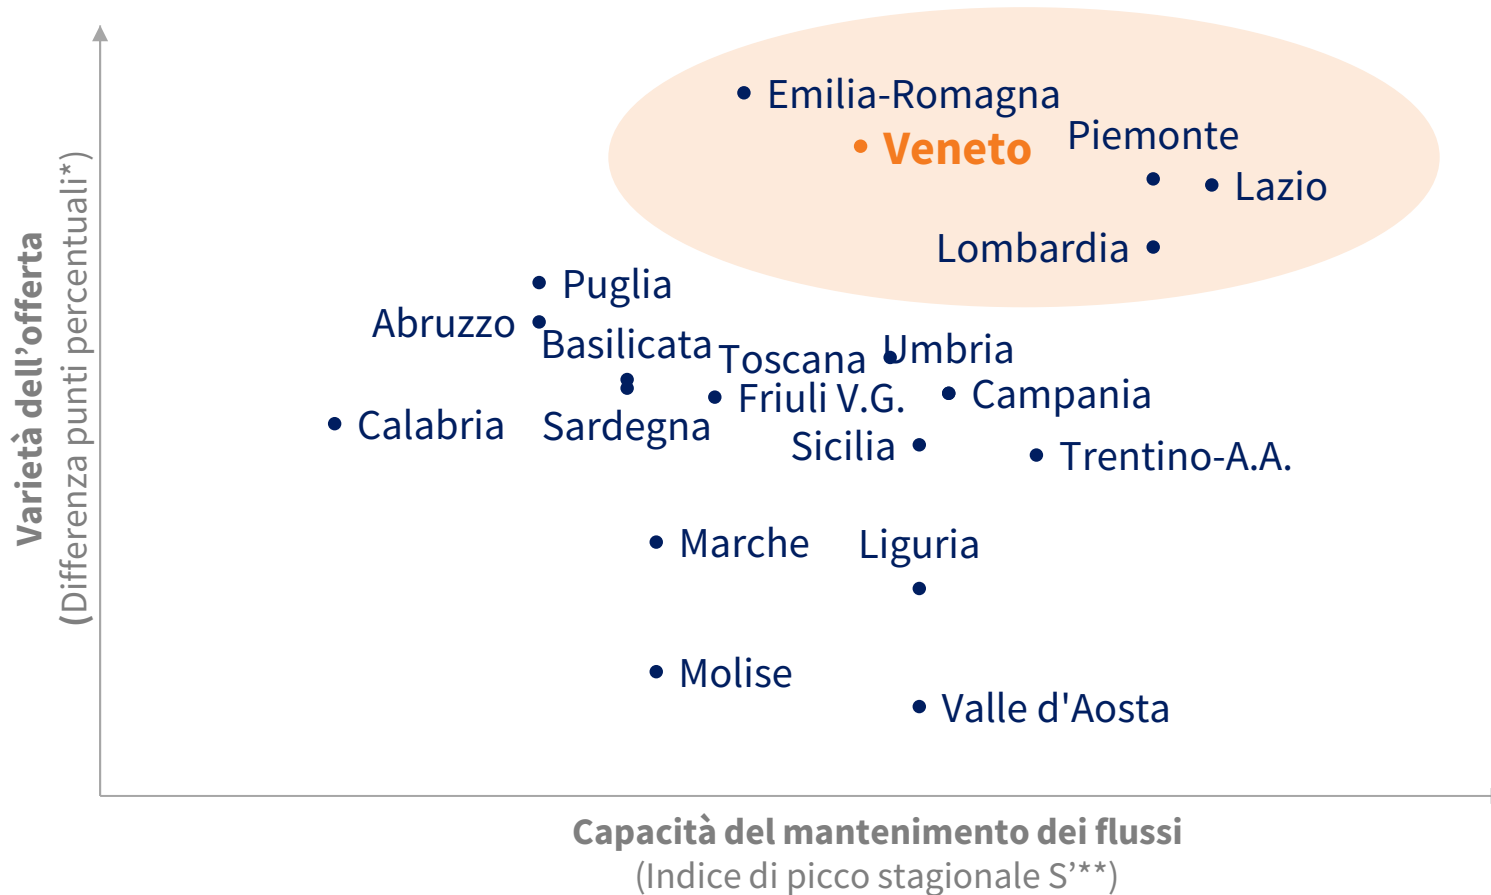 Emilia-Romagna
Piemonte
Veneto
Lazio
Lombardia
Puglia
Abruzzo
Basilicata
Toscana
Umbria
Campania
Friuli V.G.
Calabria
Sardegna
Sicilia
Trentino-A.A.
Marche
Liguria
Molise
Valle d'Aosta
Varietà dell’offerta
(Differenza punti percentuali*)
Capacità del mantenimento dei flussi
(Indice di picco stagionale S’**)